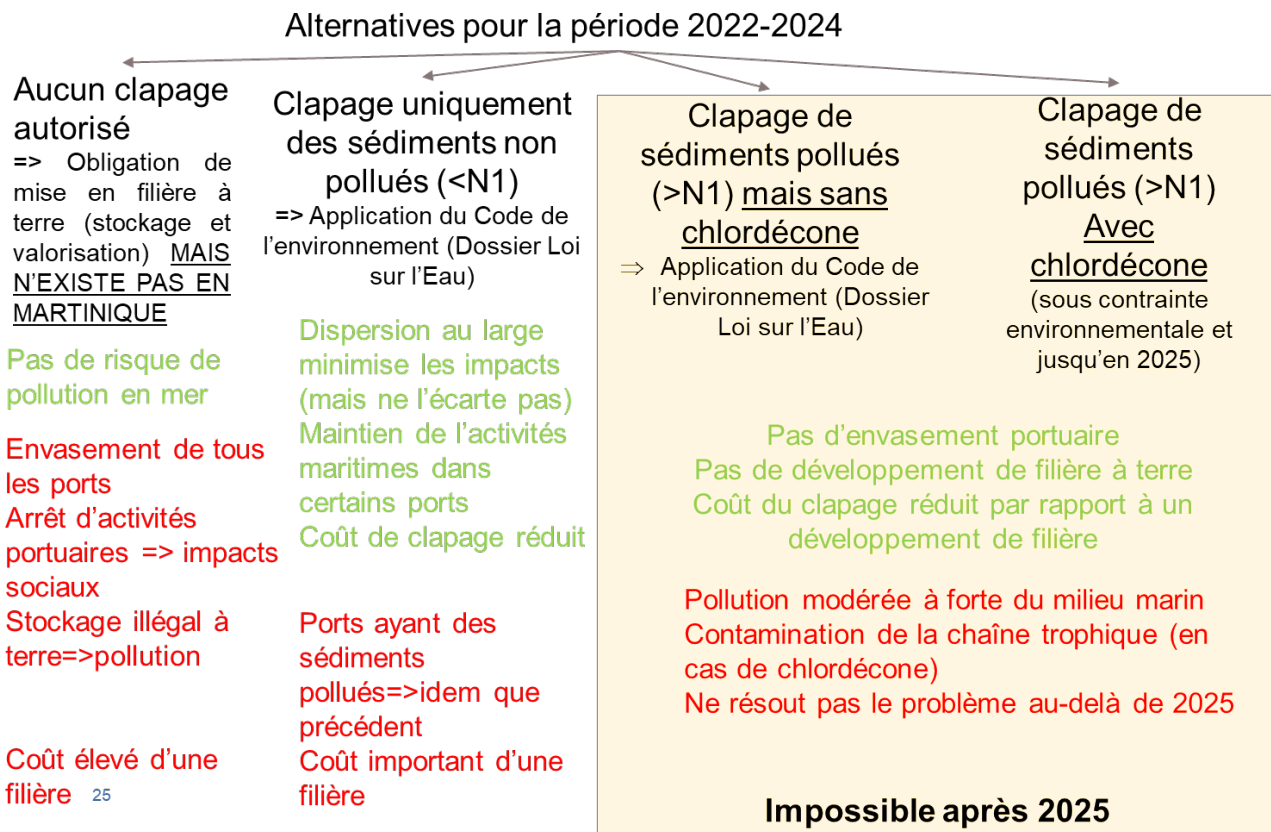 Alternatives pour la période 2022-2024
Aucun clapage
autorisé
=> Obligation de
mise en filière à
terre (stockage et
valorisation) MAIS
N'EXISTE PAS EN
MARTINIQUE
Pas de risque de
pollution en mer
Envasement de tous
les ports
Arrêt d'activités
portuaires => impacts
sociaux
Stockage illégal à
terre=>pollution
Coût élevé d'une
filière 25
Clapage uniquement
des sédiments non
pollués (<N1)
=> Application du Code de
l'environnement (Dossier Loi
sur l'Eau)
Dispersion au large
minimise les impacts
(mais ne l'écarte pas)
Maintien de l'activités
maritimes dans
certains ports
Coût de clapage réduit
Ports ayant des
sédiments
pollués=>idem que
précédent
Coût important d'une
filière
Clapage de
sédiments pollués
(>N1) mais sans
chlordécone
⇒ Application du Code de
l'environnement (Dossier
Loi sur l'Eau)
Clapage de
sédiments
pollués (>N1)
Avec
chlordécone
(sous contrainte
environnementale et
jusqu'en 2025)
Pas d'envasement portuaire
Pas de développement de filière à terre
Coût du clapage réduit par rapport à un
développement de filière
Pollution modérée à forte du milieu marin
Contamination de la chaîne trophique (en
cas de chlordécone)
Ne résout pas le problème au-delà de 2025
Impossible après 2025